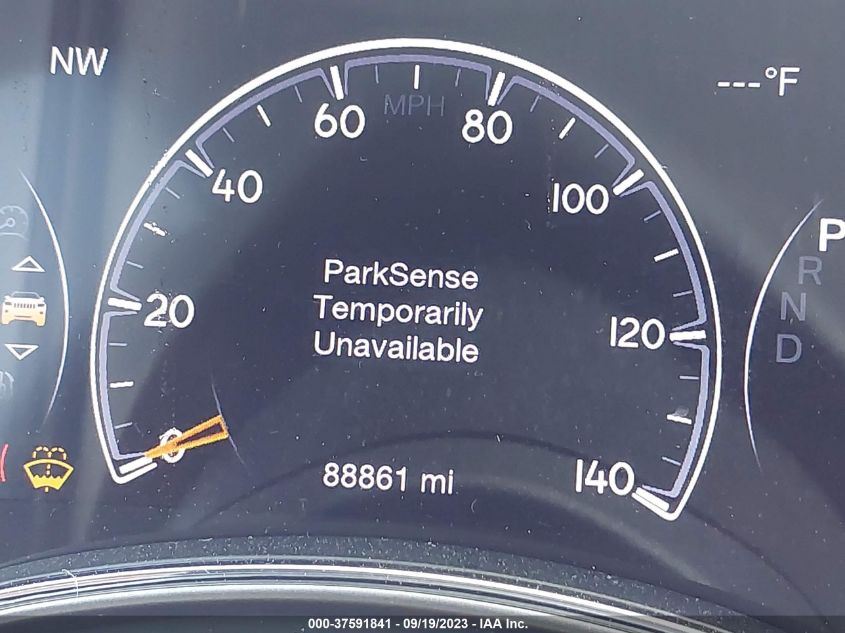 NW
---°F
MPH
60
80
40
100
20
120
0
140
P
R
N
D
ParkSense
Temporarily
Unavailable
88861 mi
000-37591841 - 09/19/2023 - IAA Inc.